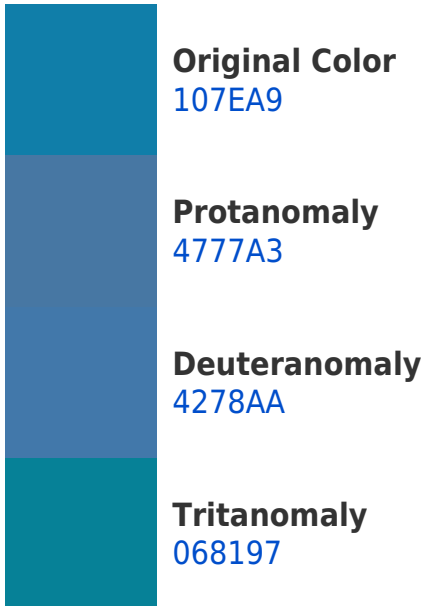 Original Color
107EA9
Protanomaly
4777A3
Deuteranomaly
4278AA
Tritanomaly
068197